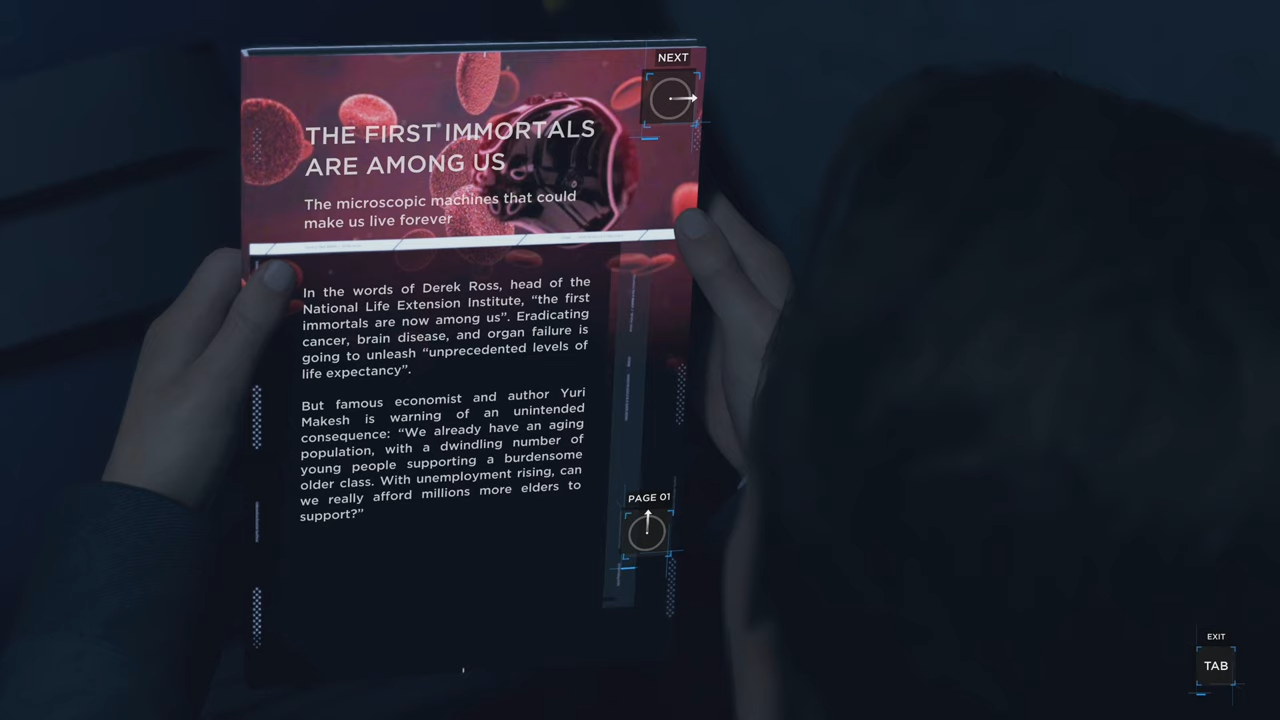 NEXT
THE FIRST IMMORTALS
ARE AMONG US
The microscopic machines that could
make us live forever
In the words of Derek Ross, head of the
National Life Extension Institute, “the first
immortals are now among us”. Eradicating
cancer, brain disease, and organ failure is
going to unleash “unprecedented levels of
life expectancy”.
But famous economist and author Yuri
Makesh is warning of an unintended
consequence: “We already have an aging
population, with a dwindling number of
young people supporting a burdensome
older class. With unemployment rising, can
we really afford millions more elders to
support?”
PAGE 01
EXIT
TAB